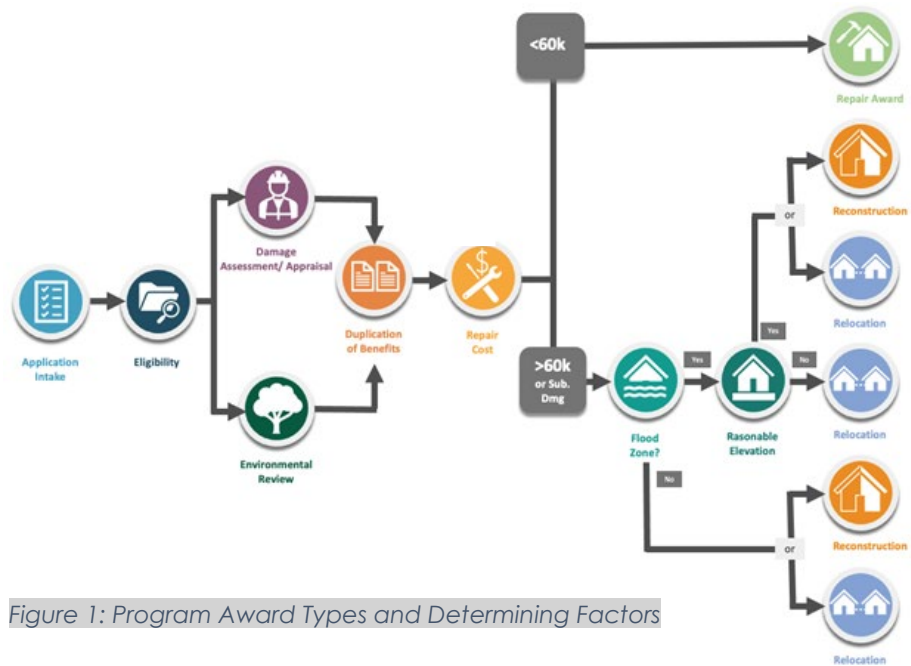 <60k
Repair Award
Damage
Assessment/ Appraisal
or
Reconstruction
Application
Intake
Eligibility
Duplication
of Benefits
Repair
Cost
Relocation
Yes
>60k
or Sub.
Dmg
Yes
No
Flood
Zone?
Rasonable
Elevation
Relocation
Environmental
Review
No
or
Reconstruction
Relocation
Figure 1: Program Award Types and Determining Factors